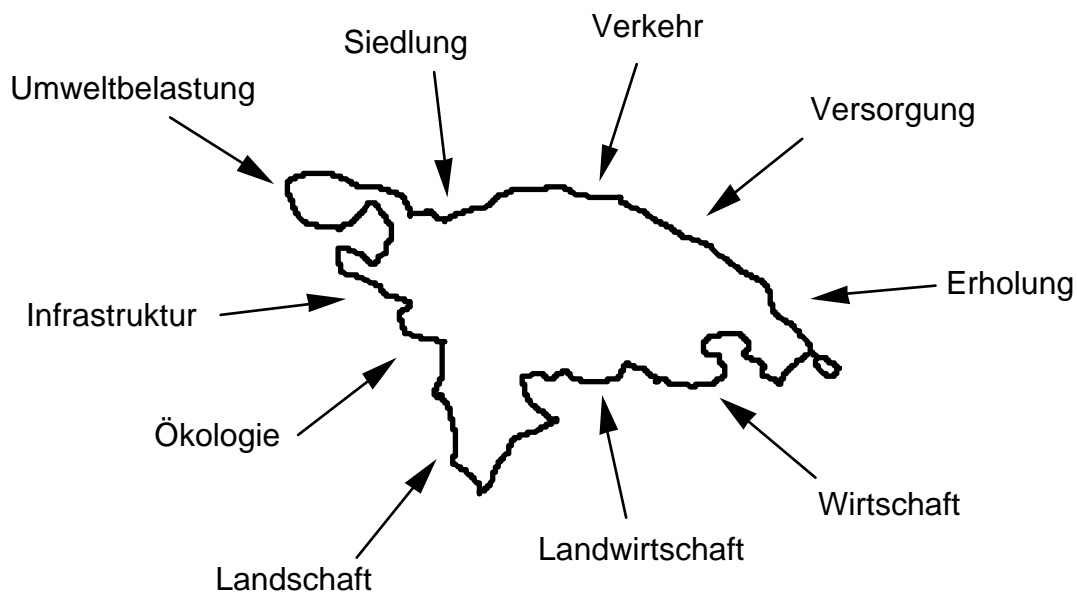 Verkehr
Siedlung
Umweltbelastung
Versorgung
Erholung
Infrastruktur
Ökologie
Wirtschaft
Landwirtschaft
Landschaft